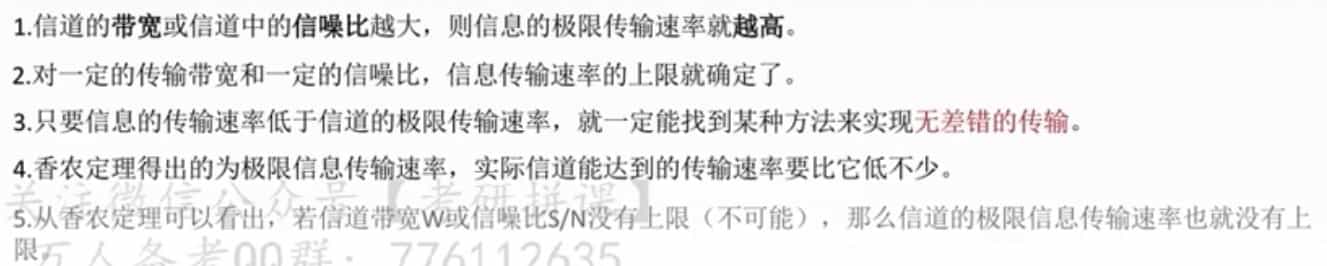 1.信道的带宽或信道中的信噪比越大，则信息的极限传输速率就越高。
2.对一定的传输带宽和一定的信噪比，信息传输速率的上限就确定了。
3.只要信息的传输速率低于信道的极限传输速率，就一定能找到某种方法来实现无差错的传输。
4.香农定理得出的为极限信息传输速率，实际信道能达到的传输速率要比它低不少。
关注微信公众号【考研拼课】
5.从香农定理可以看出，若信道带宽W或信噪比S/N没有上限（不可能），那么信道的极限信息传输速率也就没有上
限。
万人备考QQ群：776112635